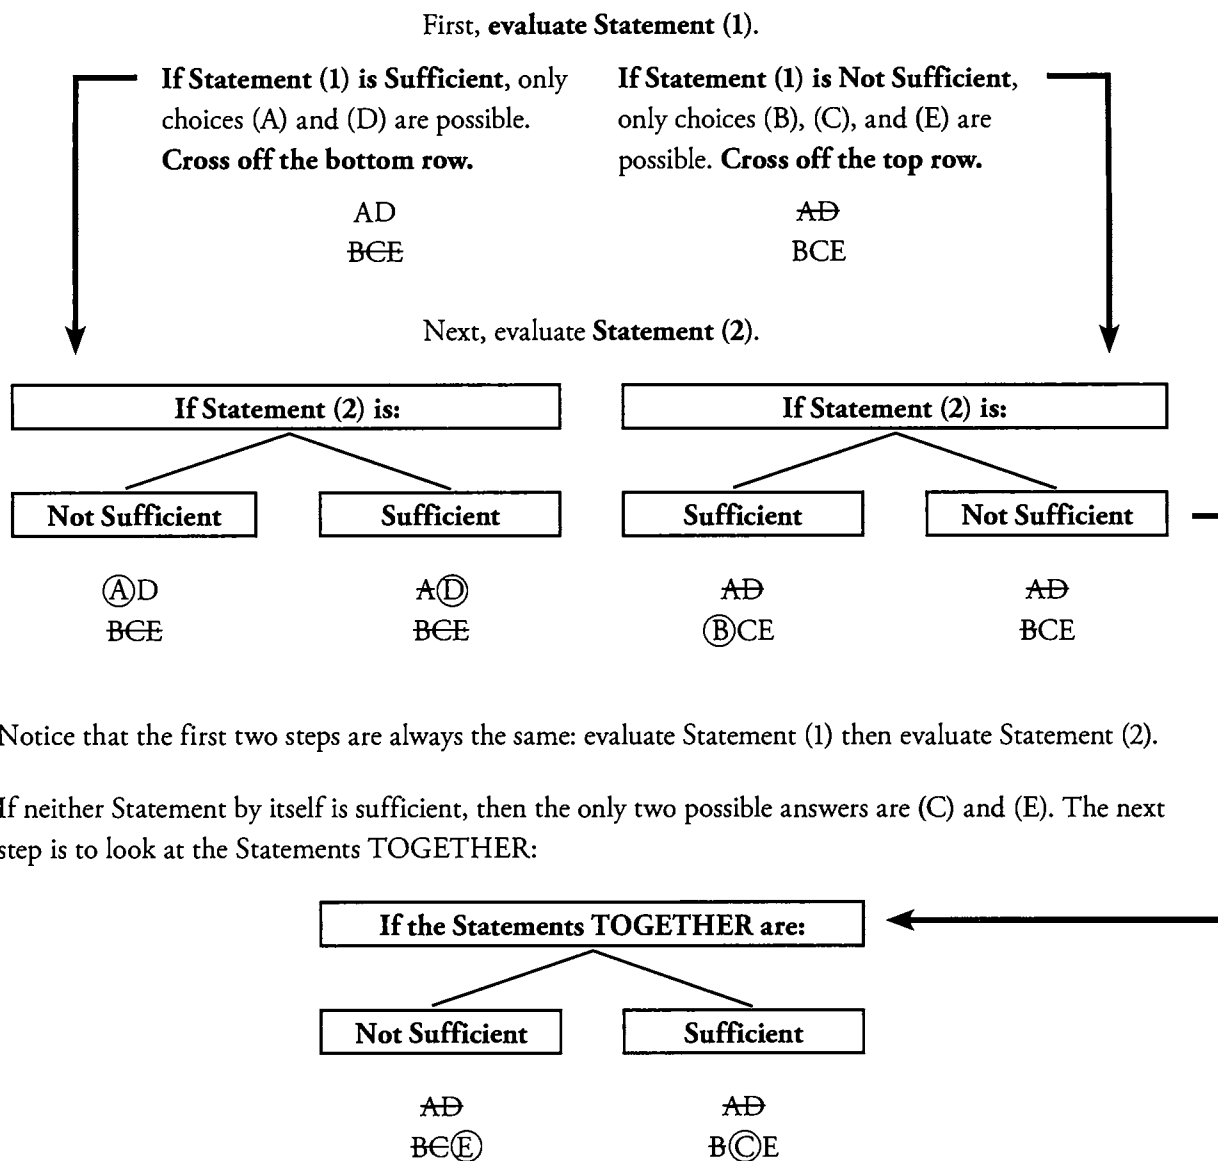 First, evaluate Statement (1).
If Statement (1) is Sufficient, only
choices (A) and (D) are possible.
Cross off the bottom row.
AD
BCE
If Statement (1) is Not Sufficient,
only choices (B), (C), and (E) are
possible. Cross off the top row.
AD
BCE
Next, evaluate Statement (2).
If Statement (2) is:
Not Sufficient
Sufficient
AD
BCE
AD
BCE
If Statement (2) is:
Sufficient
Not Sufficient
AD
BCE
AD
BCE
Notice that the first two steps are always the same: evaluate Statement (1) then evaluate Statement (2).
If neither Statement by itself is sufficient, then the only two possible answers are (C) and (E). The next
step is to look at the Statements TOGETHER:
If the Statements TOGETHER are:
Not Sufficient
Sufficient
AD
BCE
AD
BCE